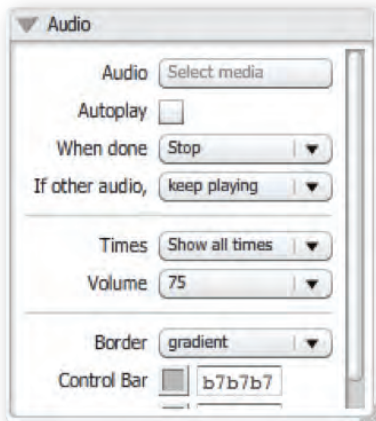 Audio
Audio Select media
Autoplay
When done Stop
If other audio, keep playing
Times Show all times
Volume 75
Border gradient
Control Bar b7b7b7